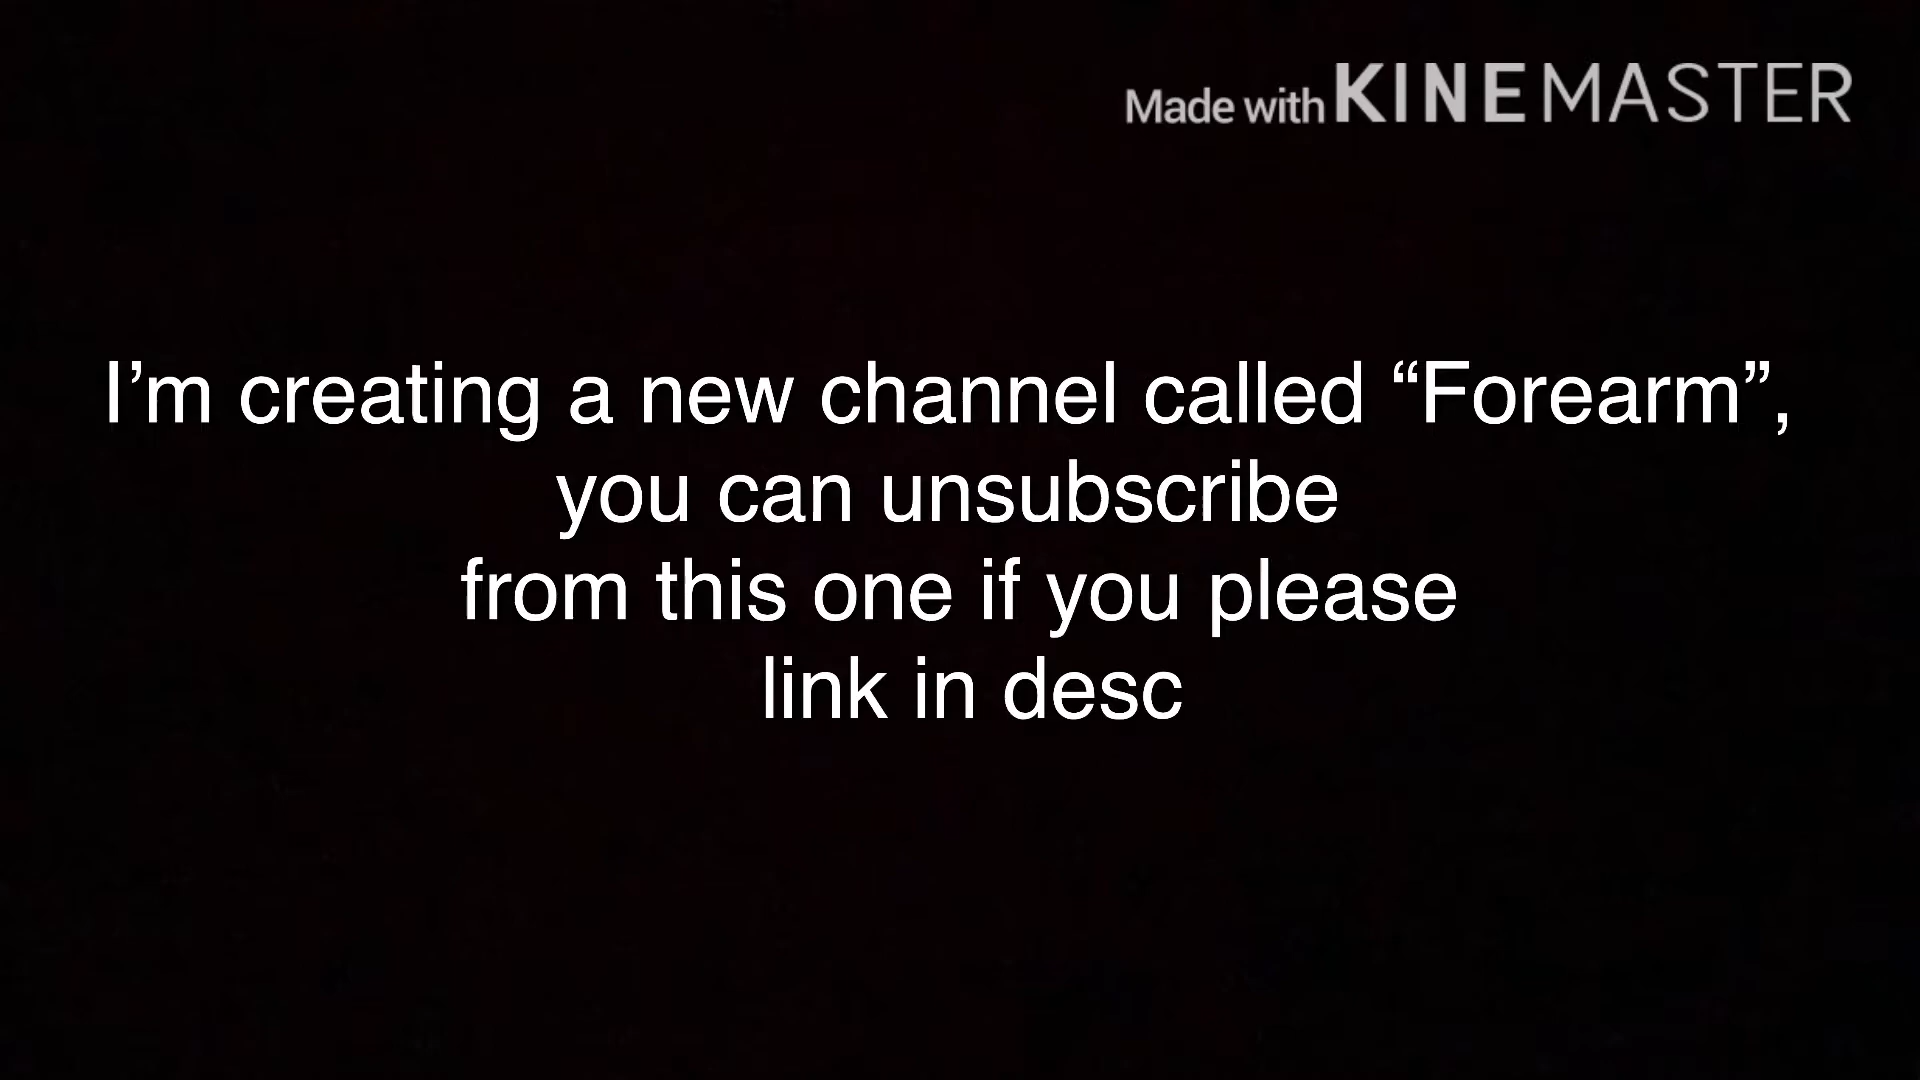 Made with KINEMASTER
I’m creating a new channel called “Forearm”,
you can unsubscribe
from this one if you please
link in desc